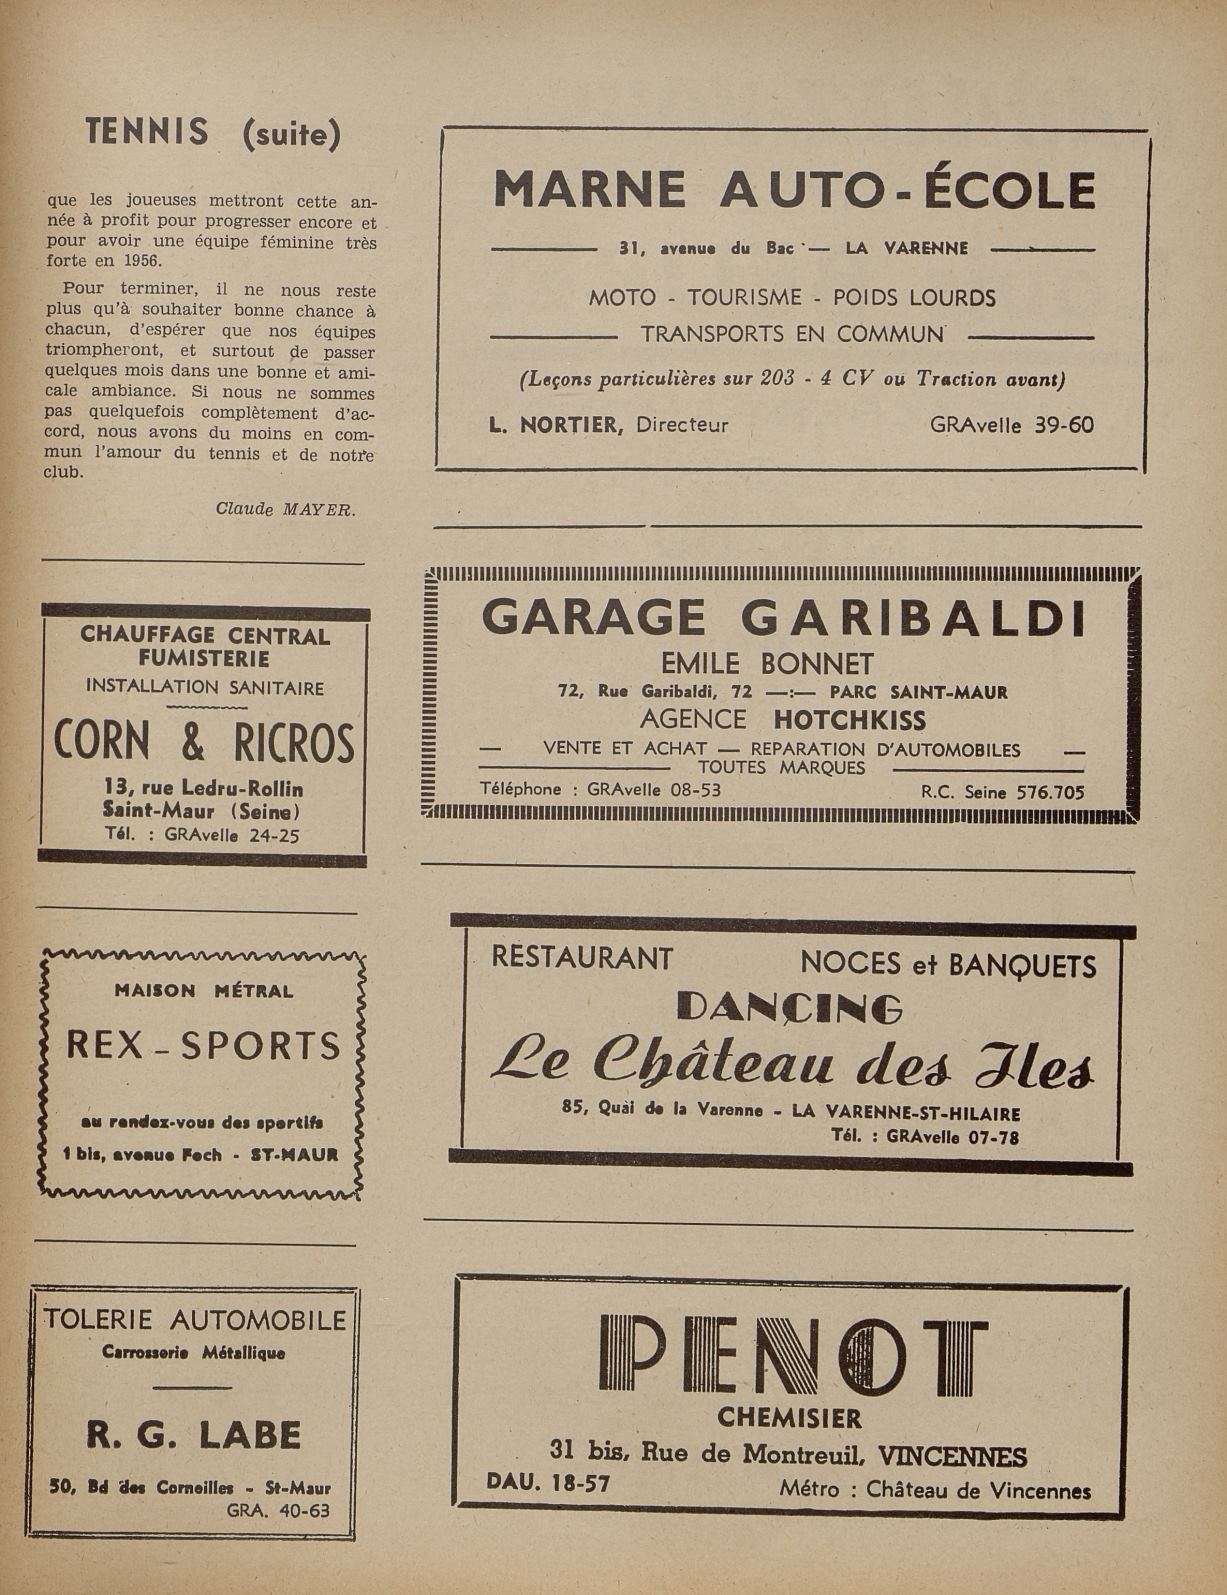 TENNIS (suite)
que les joueuses mettront cette an-
née à profit pour progresser encore et
pour avoir une équipe féminine très
forte en 1956.
Pour terminer, il ne nous reste
plus qu'à souhaiter bonne chance à
chacun, d'espérer que nos équipes
triompheront, et surtout de passer
quelques mois dans une bonne et ami-
cale ambiance. Si nous ne sommes
pas quelquefois complètement d'ac-
cord, nous avons du moins en com-
mun l'amour du tennis et de notre
club.
Claude MAYER.
CHAUFFAGE CENTRAL
FUMISTERIE
INSTALLATION SANITAIRE
CORN & RICROS
13, rue Ledru-Rollin
Saint-Maur (Seine)
Tél. : GRAvelle 24-25
MAISON MÉTRAL
REX - SPORTS
au rendez-vous des sportifs
1 bis, avenue Foch - ST-MAUR
TOLERIE AUTOMOBILE
Carrosserie Métallique
R. G. LABE
50, Bd des Corneilles - St-Maur
GRA. 40-63
MARNE AUTO-ÉCOLE
31, avenue du Bac — LA VARENNE
MOTO - TOURISME - POIDS LOURDS
TRANSPORTS EN COMMUN
(Leçons particulières sur 203 - 4 CV ou Traction avant)
L. NORTIER, Directeur GRAvelle 39-60
GARAGE GARIBALDI
EMILE BONNET
72, Rue Garibaldi, 72 —:— PARC SAINT-MAUR
AGENCE HOTCHKISS
— VENTE ET ACHAT — REPARATION D'AUTOMOBILES —
TOUTES MARQUES
Téléphone : GRAvelle 08-53 R.C. Seine 576.705
RESTAURANT NOCES et BANQUETS
DANCING
Le Château des Iles
85, Quai de la Varenne - LA VARENNE-ST-HILAIRE
Tél. : GRAvelle 07-78
PENOT
CHEMISIER
31 bis, Rue de Montreuil, VINCENNES
DAU. 18-57 Métro : Château de Vincennes